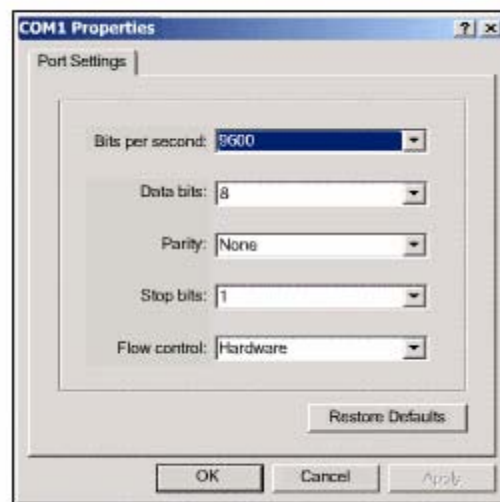 COM1 Properties
Port Settings
Bits per second: 9600
Data bits: 8
Parity: None
Stop bits: 1
Flow control: Hardware
Restore Defaults
OK Cancel Apply